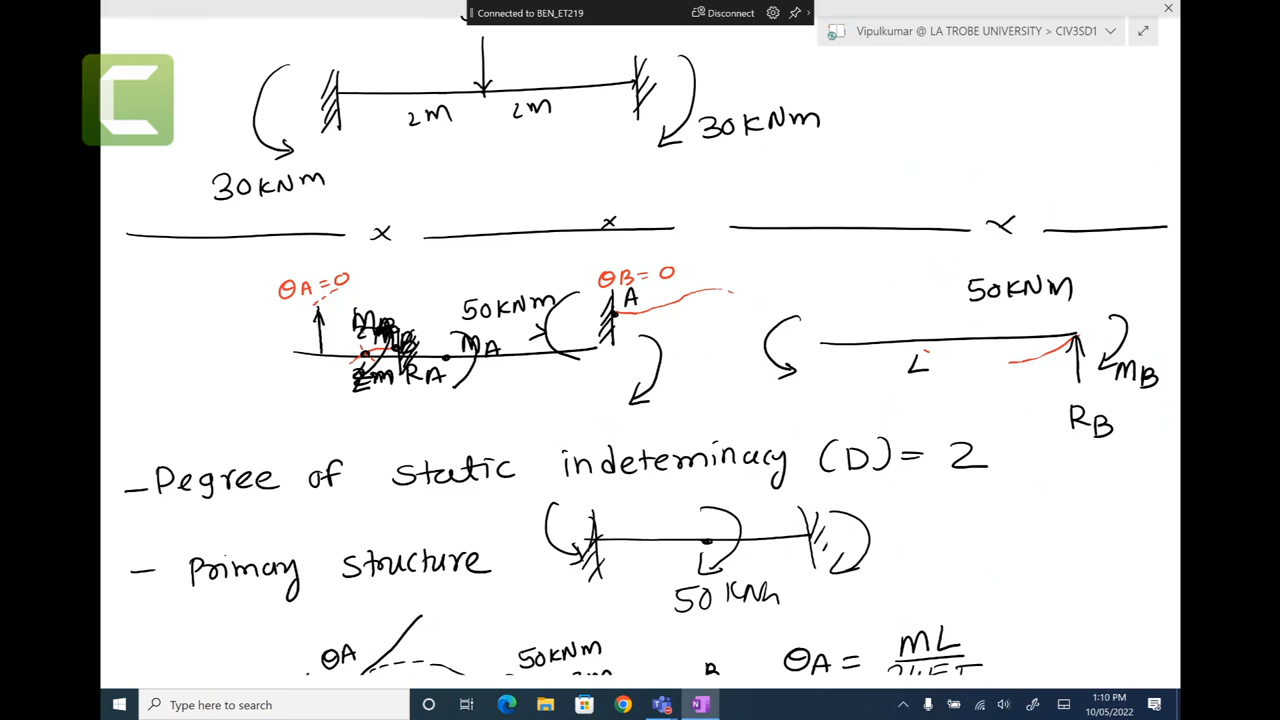 Connected to BEN_ET219
Disconnect
Vipulkumar @ LA TROBE UNIVERSITY > CIV3SD1
2m 2m
30KNm
30KNm
x x
θA=0
θB=0
A
50KNm
50KNm
MA
2m RA
L
MB
RB
- Degree of static indeterminacy (D) = 2
- Primary structure
50 KNm
θA
50KNm
B
θA = ML
24EI
Type here to search
1:10 PM
10/05/2022